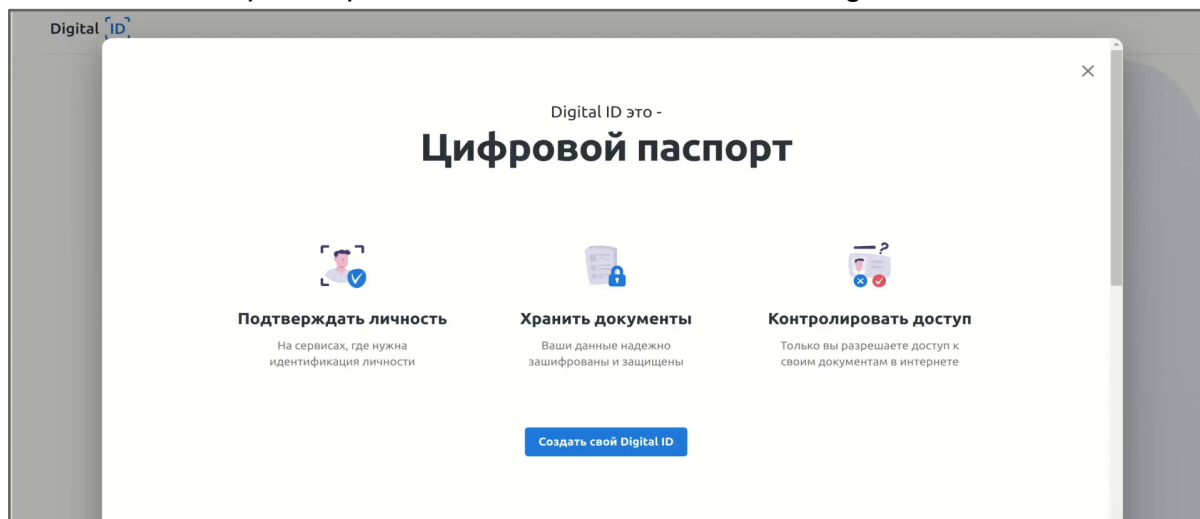 Digital ID
Digital ID это -
Цифровой паспорт
Подтверждать личность
На сервисах, где нужна
идентификация личности
Хранить документы
Ваши данные надежно
зашифрованы и защищены
Контролировать доступ
Только вы разрешаете доступ к
своим документам в интернете
Создать свой Digital ID